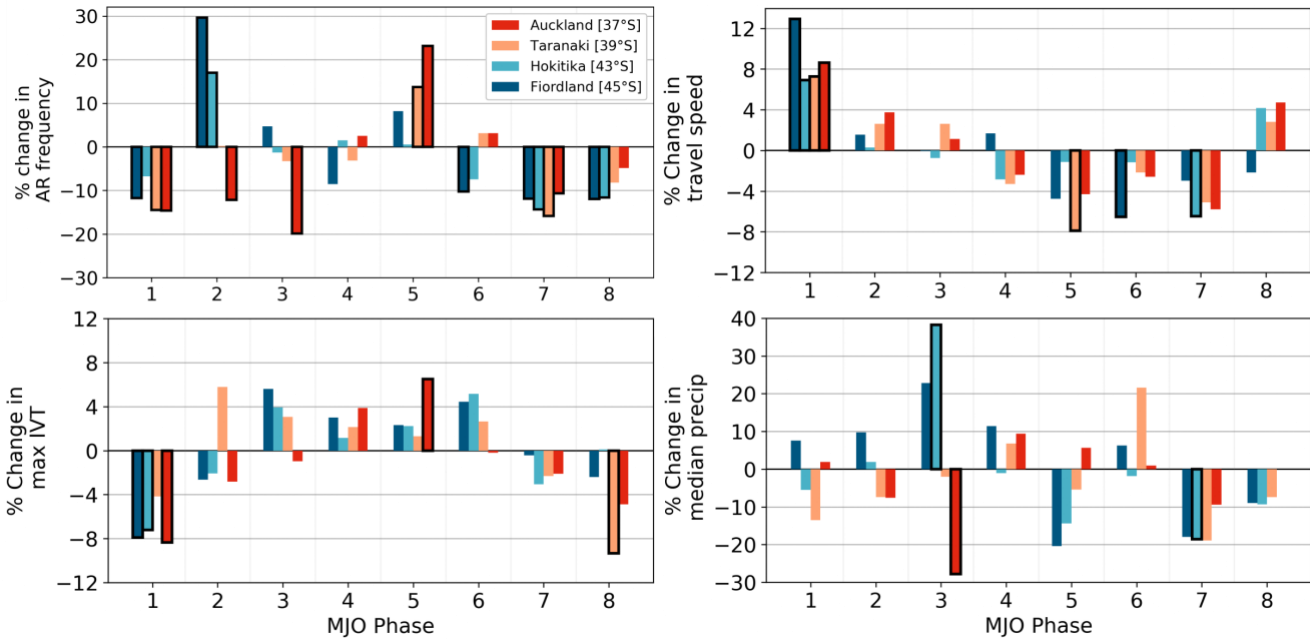 % change in
AR frequency
30
20
10
0
−10
−20
−30
Auckland [37°S]
Taranaki [39°S]
Hokitika [43°S]
Fiordland [45°S]
1 2 3 4 5 6 7 8
% Change in
travel speed
12
8
4
0
−4
−8
−12
1 2 3 4 5 6 7 8
% Change in
max IVT
12
8
4
0
−4
−8
−12
1 2 3 4 5 6 7 8
MJO Phase
% Change in
median precip
40
30
20
10
0
−10
−20
−30
1 2 3 4 5 6 7 8
MJO Phase